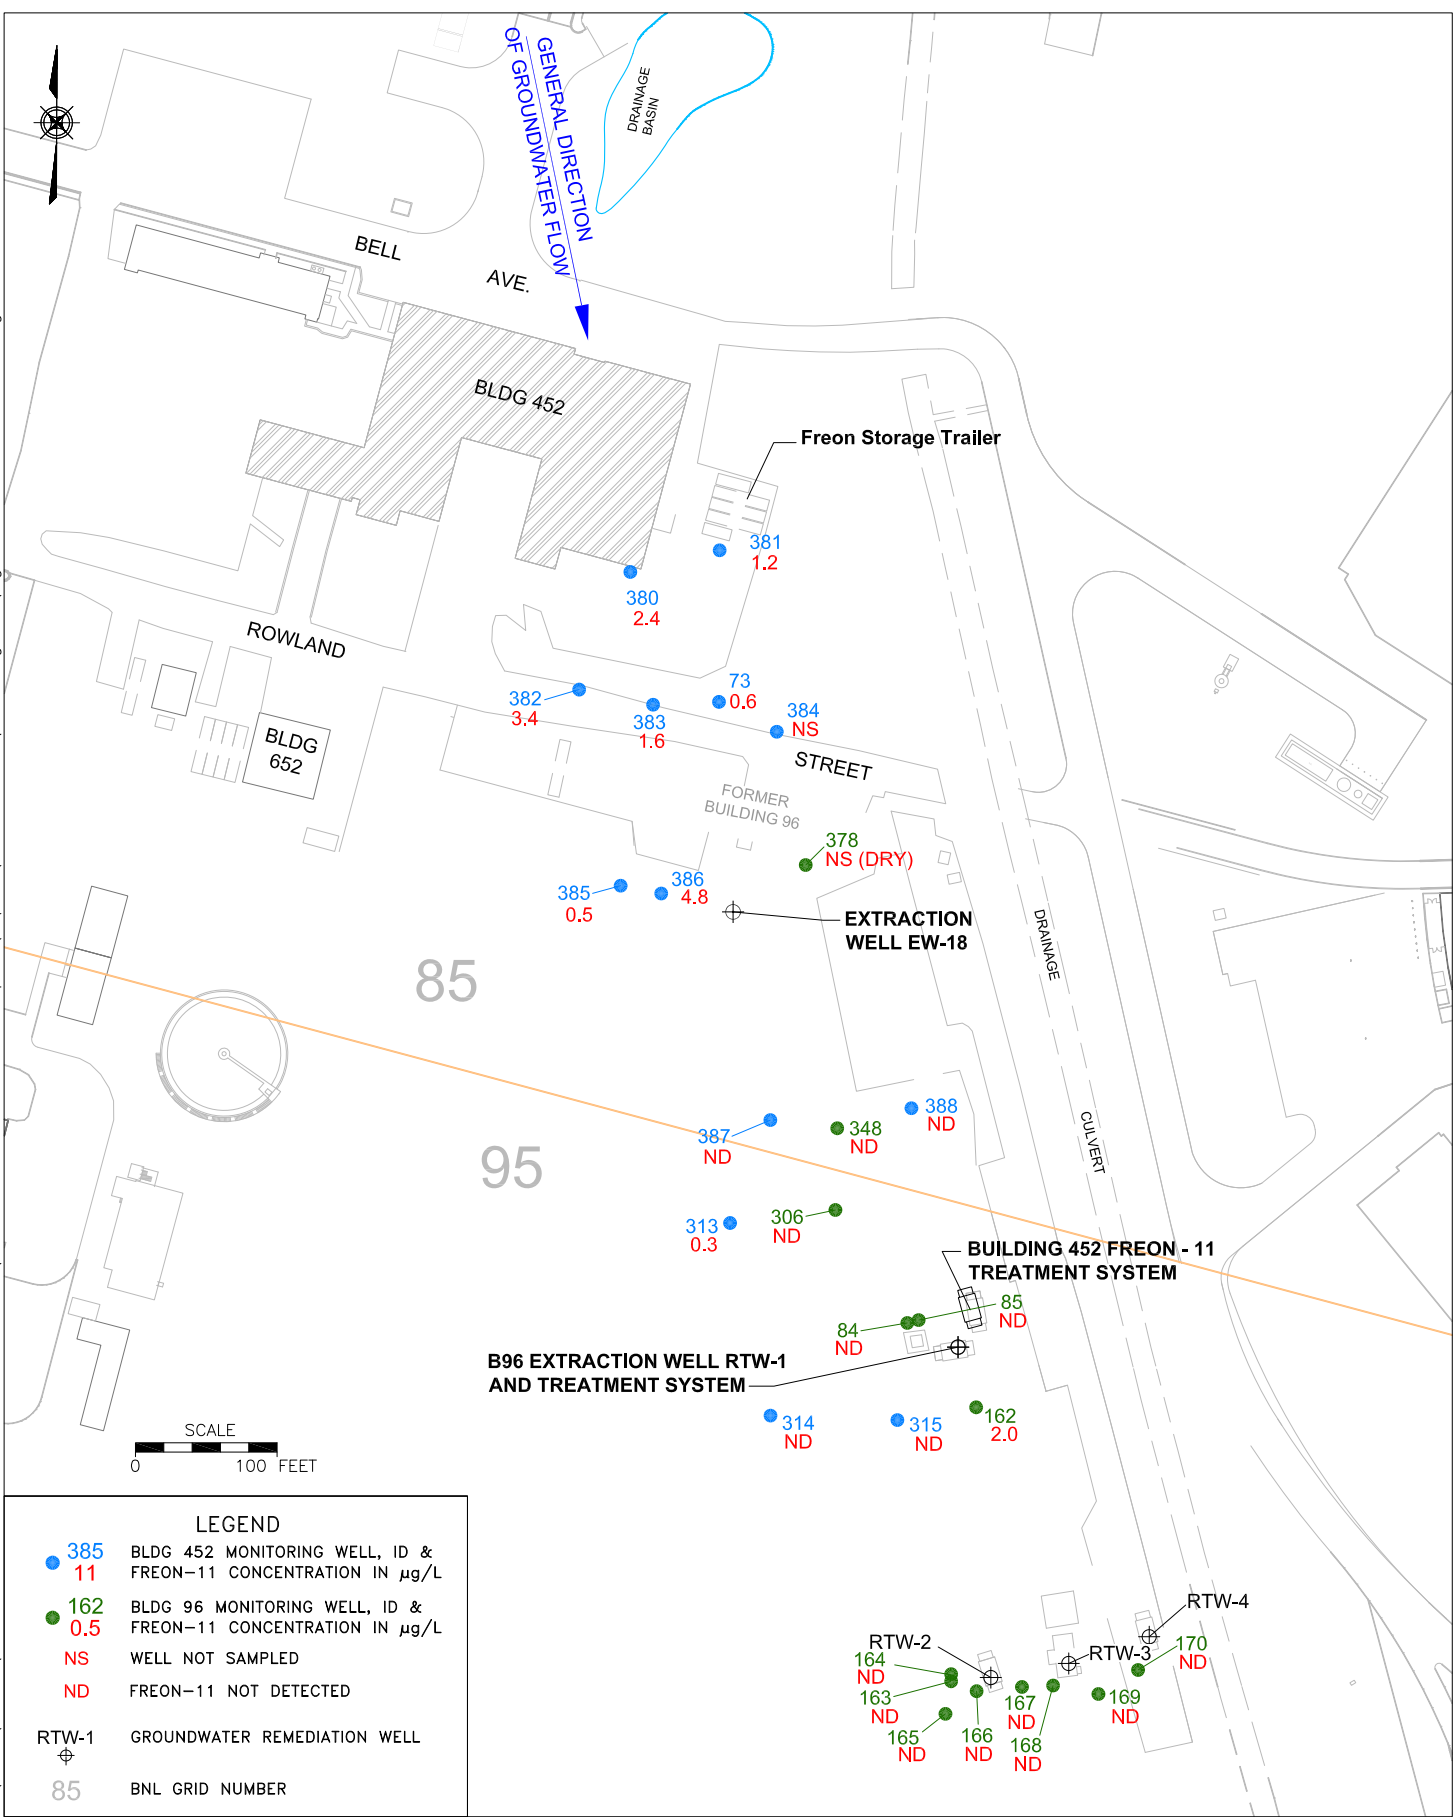 GENERAL DIRECTION
OF GROUNDWATER FLOW
DRAINAGE
BASIN
BELL
AVE.
BLDG 452
Freon Storage Trailer
381
1.2
380
2.4
ROWLAND
382
3.4
383
1.6
73
0.6
384
NS
STREET
BLDG
652
FORMER
BUILDING 96
378
NS (DRY)
385
0.5
386
4.8
EXTRACTION
WELL EW-18
DRAINAGE
85
388
ND
387
ND
348
ND
CULVERT
95
313
0.3
306
ND
BUILDING 452 FREON - 11
TREATMENT SYSTEM
85
ND
84
ND
B96 EXTRACTION WELL RTW-1
AND TREATMENT SYSTEM
314
ND
315
ND
162
2.0
SCALE
0 100 FEET
LEGEND
385
11
BLDG 452 MONITORING WELL, ID &
FREON-11 CONCENTRATION IN µg/L
162
0.5
BLDG 96 MONITORING WELL, ID &
FREON-11 CONCENTRATION IN µg/L
NS WELL NOT SAMPLED
ND FREON-11 NOT DETECTED
RTW-1 GROUNDWATER REMEDIATION WELL
85 BNL GRID NUMBER
RTW-4
RTW-2
RTW-3
170
ND
164
ND
163
ND
165
ND
166
ND
167
ND
168
ND
169
ND